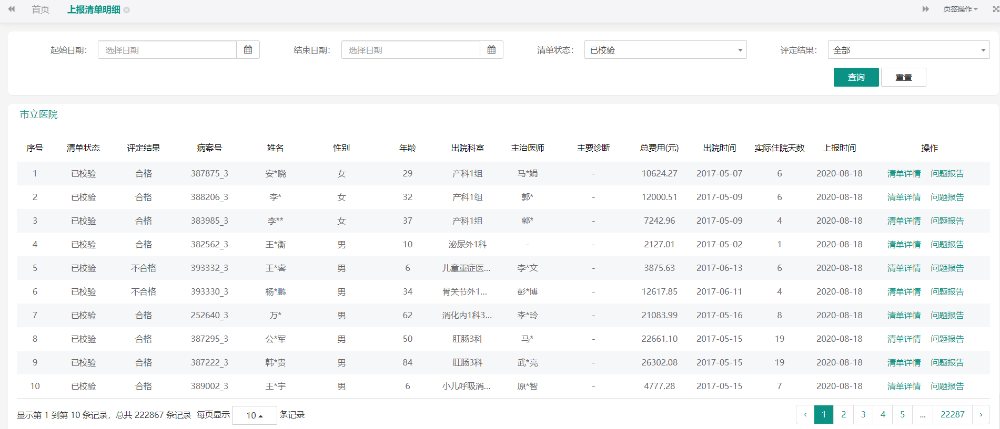 首页 上报清单明细 页签操作
起始日期： 选择日期 结束日期： 选择日期 清单状态： 已校验 评定结果： 全部
查询 重置
市立医院
序号 清单状态 评定结果 病案号 姓名 性别 年龄 出院科室 主治医师 主要诊断 总费用(元) 出院时间 实际住院天数 上报时间 操作
1 已校验 合格 387875_3 安*晓 女 29 产科1组 马*娟 - 10624.27 2017-05-07 6 2020-08-18 清单详情 问题报告
2 已校验 合格 388206_3 李* 女 32 产科1组 郭* - 12000.51 2017-05-09 6 2020-08-18 清单详情 问题报告
3 已校验 合格 383985_3 李** 女 37 产科1组 郭* - 7242.96 2017-05-09 4 2020-08-18 清单详情 问题报告
4 已校验 合格 382562_3 王*衡 男 10 泌尿外1科 - - 2127.01 2017-05-02 1 2020-08-18 清单详情 问题报告
5 已校验 不合格 393332_3 王*睿 男 6 儿童重症医... 李*文 - 3875.63 2017-06-13 6 2020-08-18 清单详情 问题报告
6 已校验 不合格 393330_3 杨*鹏 男 34 骨关节外1... 彭*博 - 12617.85 2017-06-11 4 2020-08-18 清单详情 问题报告
7 已校验 合格 252640_3 万* 男 62 消化内1科3... 李*玲 - 21083.99 2017-05-16 8 2020-08-18 清单详情 问题报告
8 已校验 合格 387295_3 公*军 男 50 肛肠3科 马* - 22661.10 2017-05-15 19 2020-08-18 清单详情 问题报告
9 已校验 合格 387222_3 韩*贵 男 84 肛肠3科 武*亮 - 26302.08 2017-05-15 19 2020-08-18 清单详情 问题报告
10 已校验 合格 389002_3 王*宇 男 6 小儿呼吸消... 原*智 - 4777.28 2017-05-15 7 2020-08-18 清单详情 问题报告
显示第 1 到第 10 条记录，总共 222867 条记录 每页显示 10 条记录 ‹ 1 2 3 4 5 ... 22287 ›